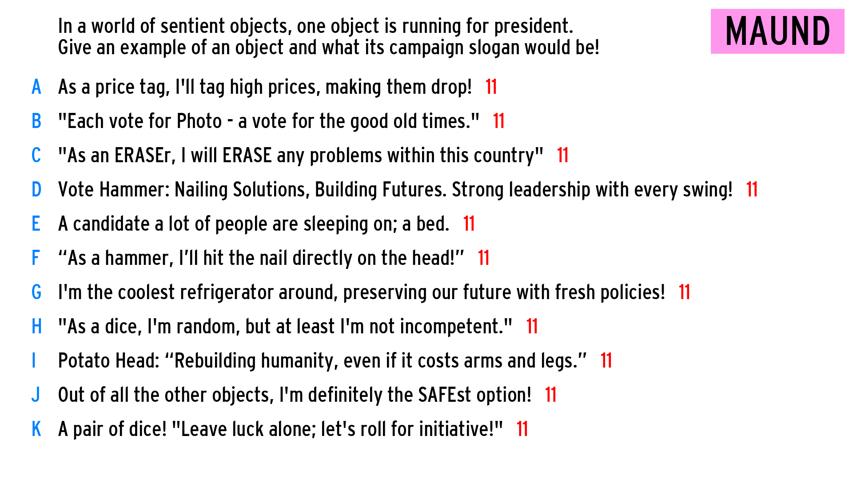 In a world of sentient objects, one object is running for president.
Give an example of an object and what its campaign slogan would be!
MAUND
A As a price tag, I'll tag high prices, making them drop! 11
B "Each vote for Photo - a vote for the good old times." 11
C "As an ERASEr, I will ERASE any problems within this country" 11
D Vote Hammer: Nailing Solutions, Building Futures. Strong leadership with every swing! 11
E A candidate a lot of people are sleeping on; a bed. 11
F “As a hammer, I’ll hit the nail directly on the head!” 11
G I'm the coolest refrigerator around, preserving our future with fresh policies! 11
H "As a dice, I'm random, but at least I'm not incompetent." 11
I Potato Head: “Rebuilding humanity, even if it costs arms and legs.” 11
J Out of all the other objects, I'm definitely the SAFEst option! 11
K A pair of dice! "Leave luck alone; let's roll for initiative!" 11